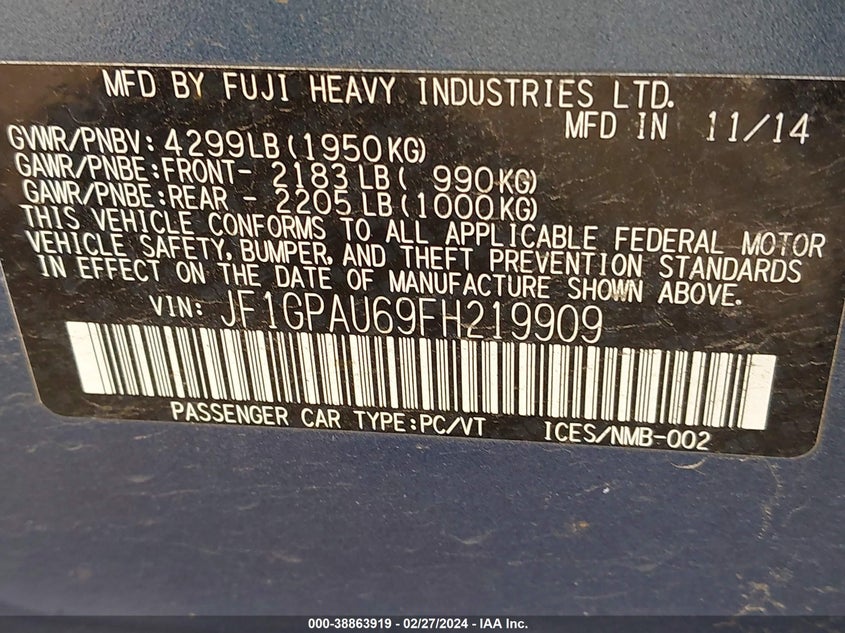 MFD BY FUJI HEAVY INDUSTRIES LTD.
MFD IN 11/14
GVWR/PNBV: 4299LB (1950KG)
GAWR/PNBE:FRONT- 2183 LB ( 990KG)
GAWR/PNBE:REAR - 2205 LB (1000KG)
THIS VEHICLE CONFORMS TO ALL APPLICABLE FEDERAL MOTOR
VEHICLE SAFETY, BUMPER, AND THEFT PREVENTION STANDARDS
IN EFFECT ON THE DATE OF MANUFACTURE SHOWN ABOVE.
VIN: JF1GPAU69FH219909
PASSENGER CAR TYPE:PC/VT ICES/NMB-002
000-38863919 - 02/27/2024 - IAA Inc.